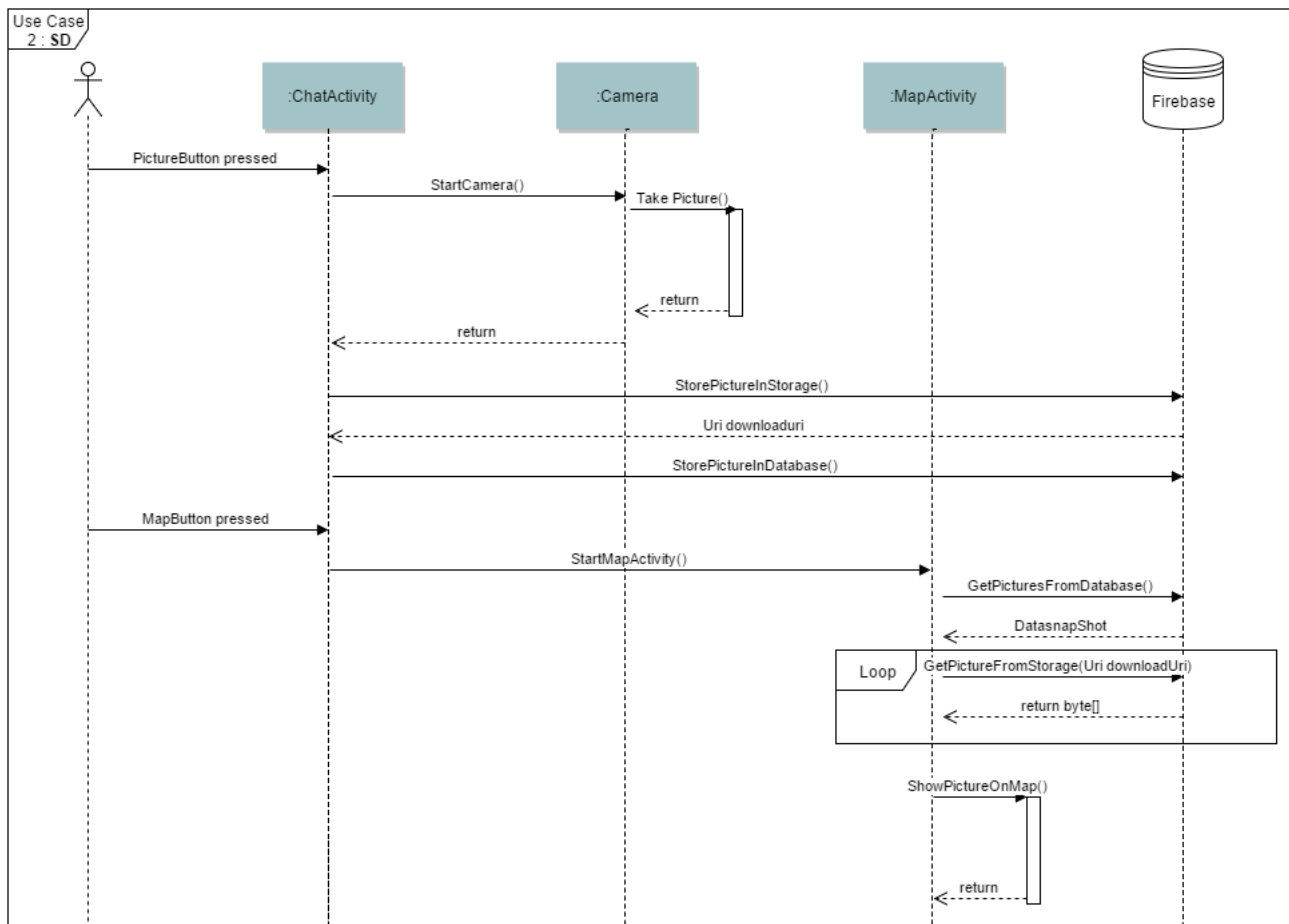 Use Case
2 : SD
:ChatActivity
:Camera
:MapActivity
Firebase
PictureButton pressed
StartCamera()
Take Picture()
return
return
StorePictureInStorage()
Uri downloaduri
StorePictureInDatabase()
MapButton pressed
StartMapActivity()
GetPicturesFromDatabase()
DatasnapShot
Loop
GetPictureFromStorage(Uri downloadUri)
return byte[]
ShowPictureOnMap()
return